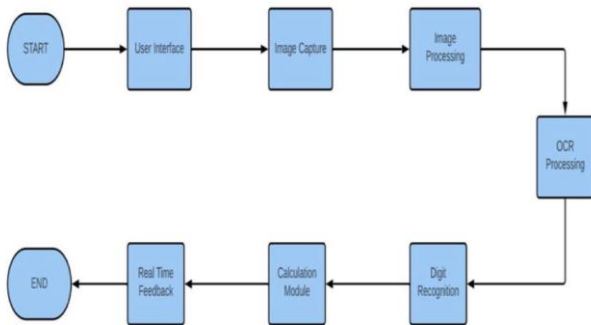 START
User Interface
Image Capture
Image
Processing
OCR
Processing
Digit
Recognition
Calculation
Module
Real Time
Feedback
END